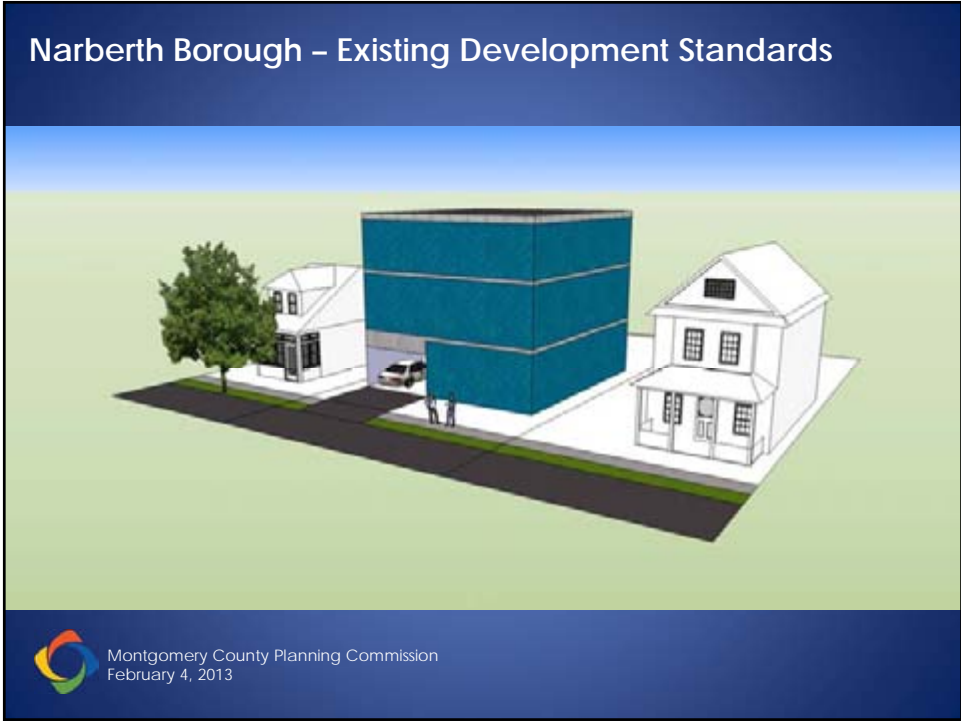 Narberth Borough – Existing Development Standards
Montgomery County Planning Commission
February 4, 2013